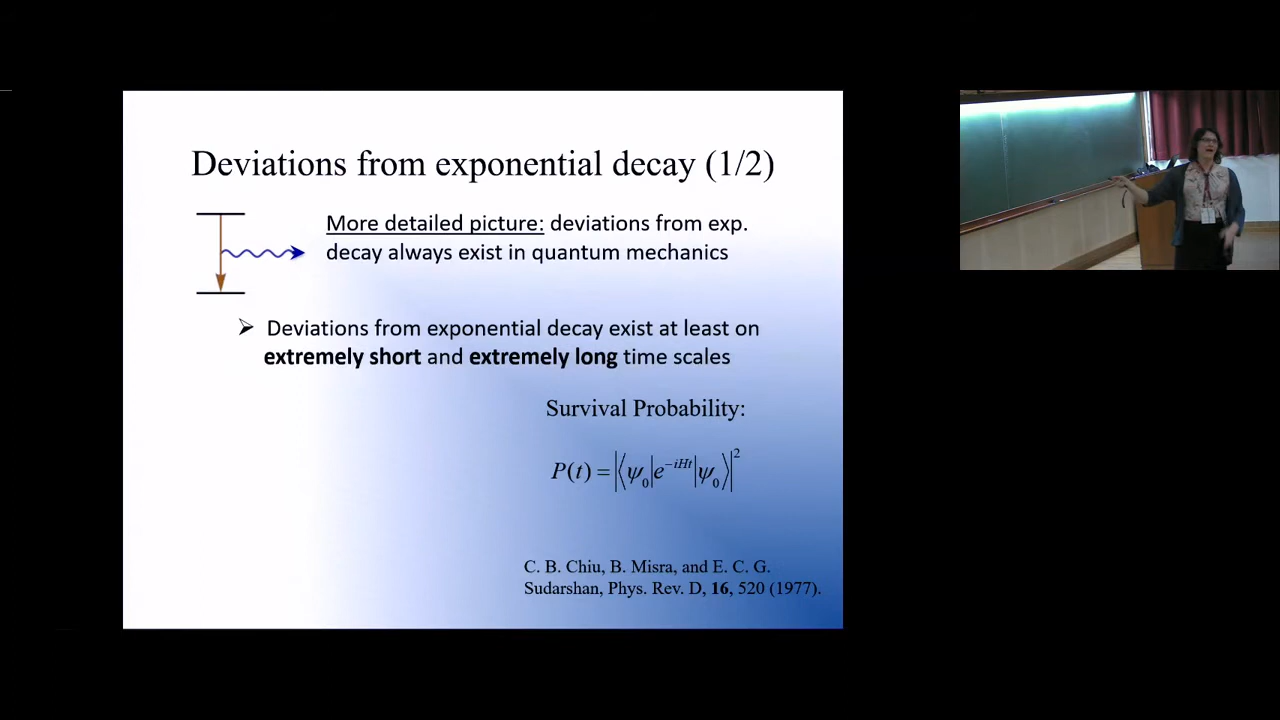 Deviations from exponential decay (1/2)
More detailed picture: deviations from exp.
decay always exist in quantum mechanics
➢ Deviations from exponential decay exist at least on
extremely short and extremely long time scales
Survival Probability:
P(t) = |⟨ψ₀|e^{-iHt}|ψ₀⟩|²
C. B. Chiu, B. Misra, and E. C. G.
Sudarshan, Phys. Rev. D, 16, 520 (1977).